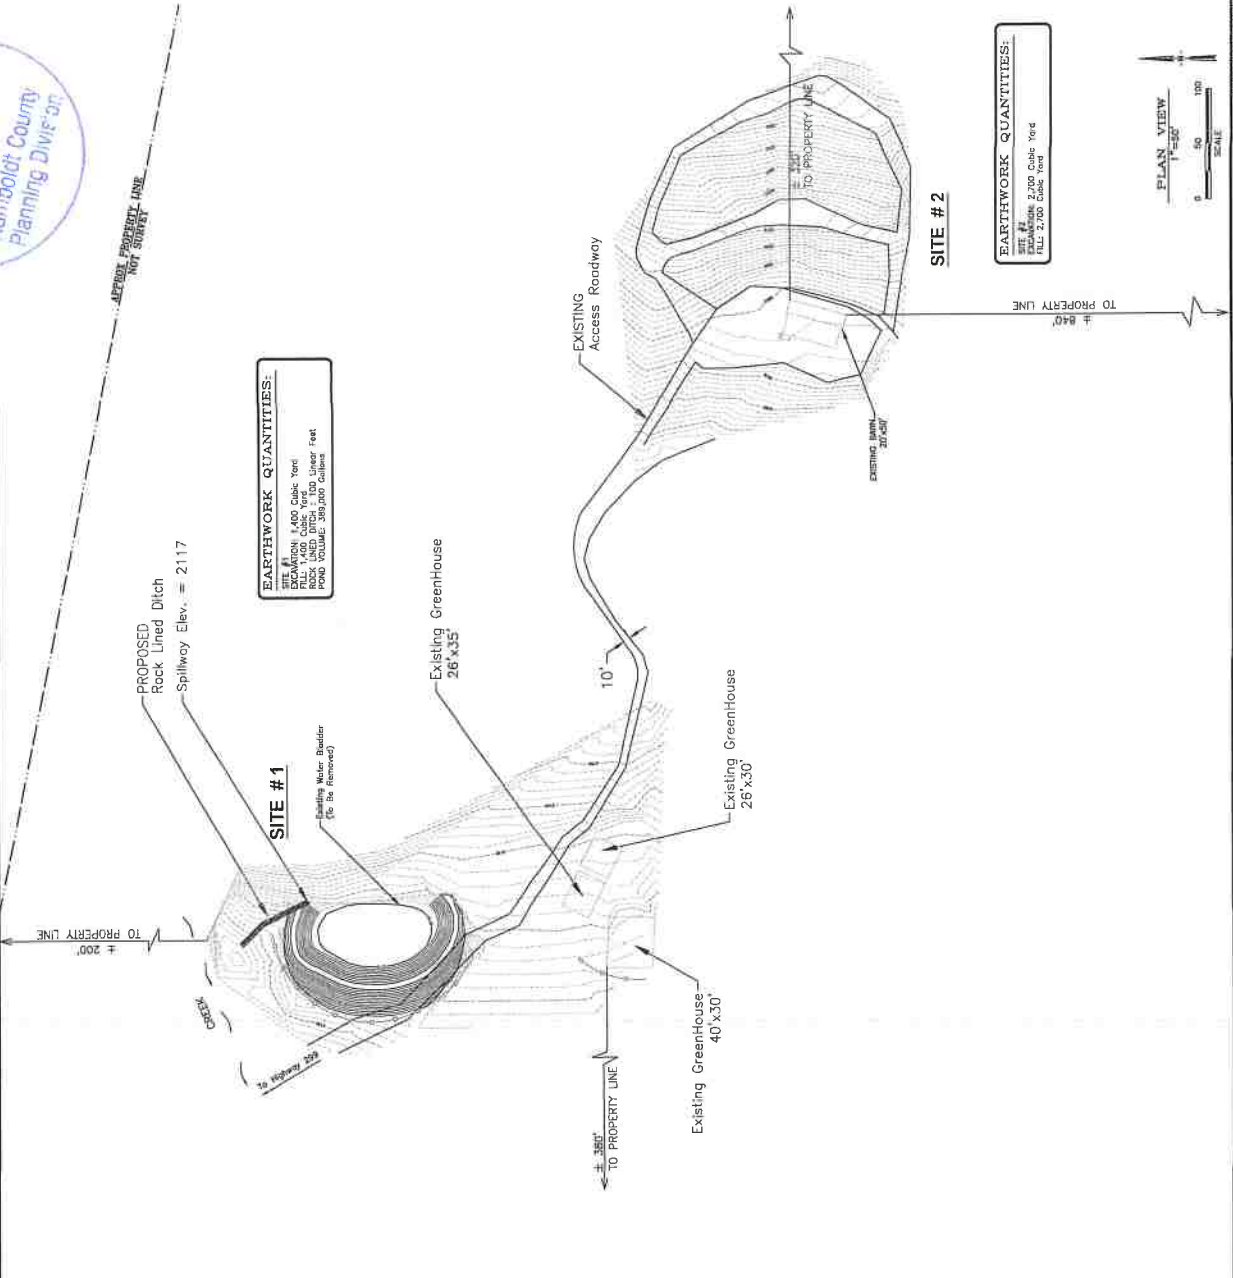 County
Planning Division
APPROX PROPERTY LINE
NOT SURVEY
PROPOSED
Rock Lined Ditch
Spillway Elev. = 2117
EARTHWORK QUANTITIES:
SITE #1
EXCAVATION: 1,400 Cubic Yard
FILL: 1,400 Cubic Yard
ROCK LINED DITCH : 100 Linear Feet
POND VOLUME: 389,000 Gallons
SITE #1
Existing Water Bladder
(To Be Removed)
± 200'
TO PROPERTY LINE
CREEK
To Highway 299
Existing GreenHouse
26'x35'
EXISTING
Access Roadway
10'
Existing GreenHouse
26'x30'
Existing GreenHouse
40'x30'
± 380'
TO PROPERTY LINE
± 320'
TO PROPERTY LINE
SITE #2
EXISTING BARN
20'x50'
± 840'
TO PROPERTY LINE
EARTHWORK QUANTITIES:
SITE #2
EXCAVATION: 2,700 Cubic Yard
FILL: 2,700 Cubic Yard
PLAN VIEW
1"=50'
0 50 100
SCALE